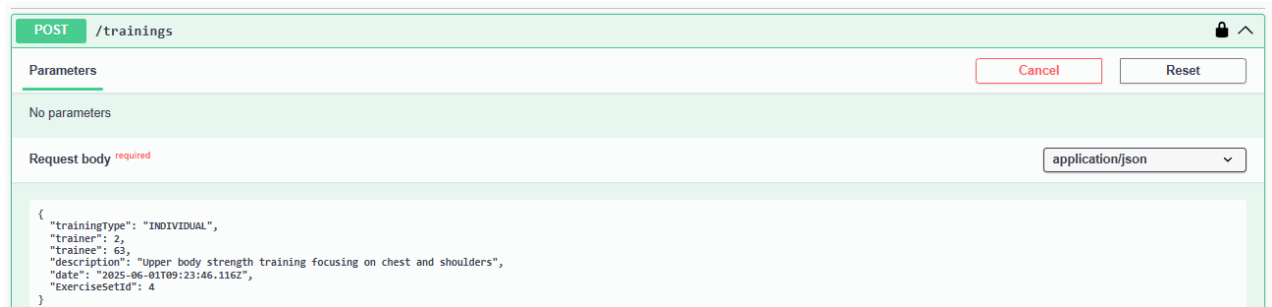 POST /trainings
Parameters
Cancel
Reset
No parameters
Request body required
application/json
{
"trainingType": "INDIVIDUAL",
"trainer": 2,
"trainee": 63,
"description": "Upper body strength training focusing on chest and shoulders",
"date": "2025-06-01T09:23:46.116Z",
"ExerciseSetId": 4
}